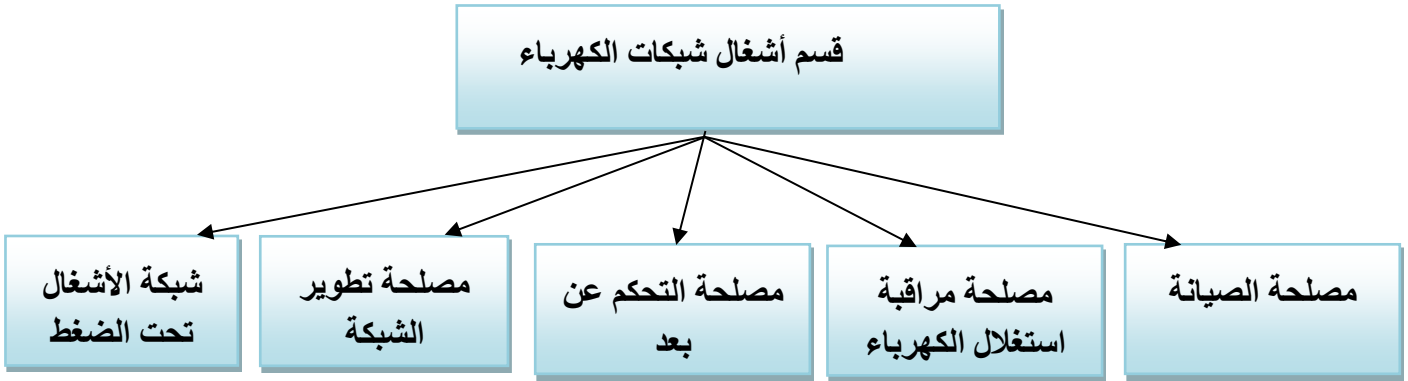 قسم أشغال شبكات الكهرباء
مصلحة الصيانة
مصلحة مراقبة
استغلال الكهرباء
مصلحة التحكم عن
بعد
مصلحة تطوير
الشبكة
شبكة الأشغال
تحت الضغط